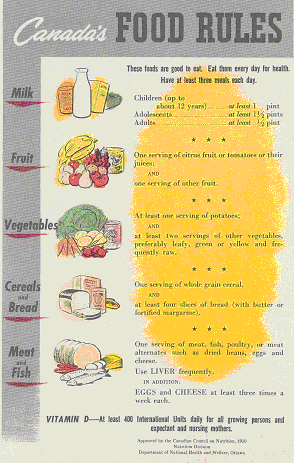 Canada's FOOD RULES
These foods are good to eat. Eat them every day for health.
Have at least three meals each day.
Milk
Children (up to
about 12 years)..........at least 1 pint
Adolescents..................at least 1½ pints
Adults............................at least ½ pint
★ ★ ★
Fruit
One serving of citrus fruit or tomatoes or their
juices;
AND
one serving of other fruit.
★ ★ ★
Vegetables
At least one serving of potatoes;
AND
at least two servings of other vegetables,
preferably leafy, green or yellow and fre-
quently raw.
★ ★ ★
Cereals
and
Bread
One serving of whole grain cereal,
AND
at least four slices of bread (with butter or
fortified margarine).
★ ★ ★
Meat
and
Fish
One serving of meat, fish, poultry, or meat
alternates such as dried beans, eggs and
cheese.
Use LIVER frequently.
IN ADDITION:
EGGS and CHEESE at least three times a
week each.
VITAMIN D—At least 400 International Units daily for all growing persons and
expectant and nursing mothers.
Approved by the Canadian Council on Nutrition, 1950
Nutrition Division
Department of National Health and Welfare, Ottawa